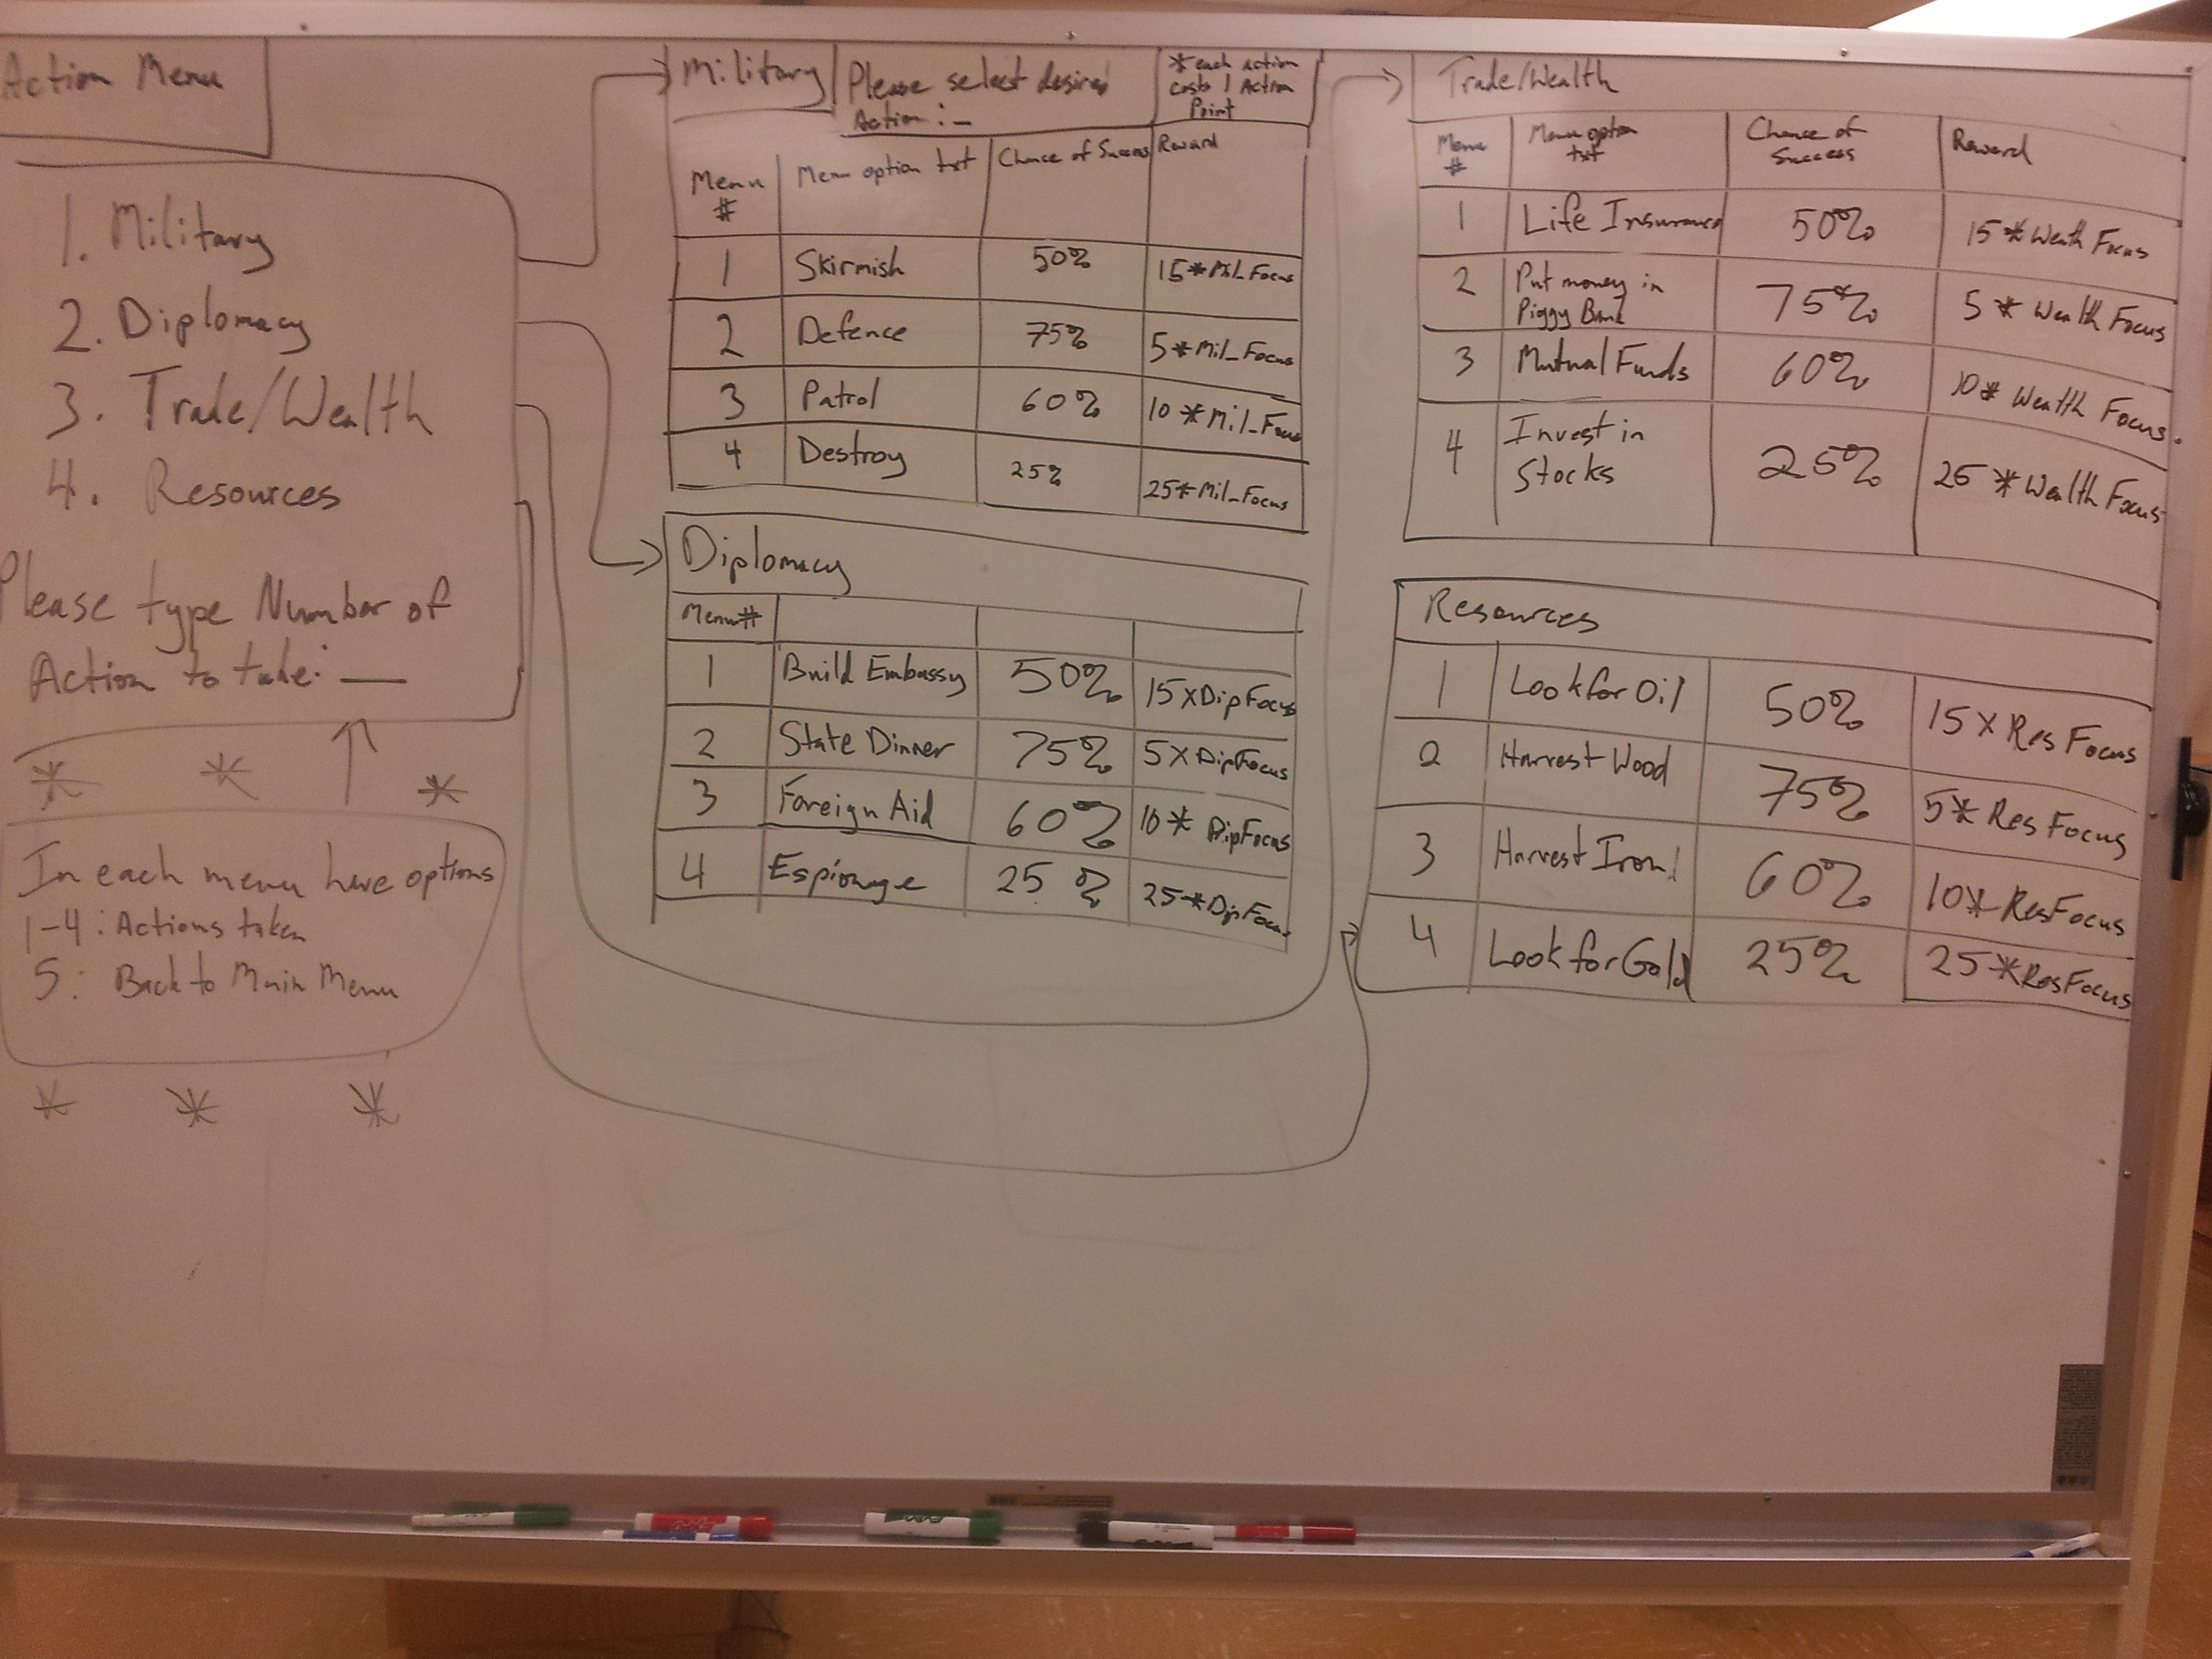 Action Menu
1. Military
2. Diplomacy
3. Trade/Wealth
4. Resources
Please type Number of
Action to take: __
* * *
In each menu have options
1-4: Actions taken
5: Back to Main Menu
* * *
Military
Please select desired
Action : _
* each action
costs 1 Action
Point
Menu # Menu option txt Chance of Success Reward
1 Skirmish 50% 15*Mil_Focus
2 Defence 75% 5*Mil_Focus
3 Patrol 60% 10*Mil_Focus
4 Destroy 25% 25*Mil_Focus
Diplomacy
Menu#
1 Build Embassy 50% 15xDipFocus
2 State Dinner 75% 5xDipFocus
3 Foreign Aid 60% 10* DipFocus
4 Espionage 25% 25*DipFocus
Trade/Wealth
Menu # Menu option txt Chance of Success Reward
1 Life Insurance 50% 15*Wealth Focus
2 Put money in Piggy Bank 75% 5* Wealth Focus
3 Mutual Funds 60% 10* Wealth Focus.
4 Invest in Stocks 25% 25*Wealth Focus
Resources
1 Look for Oil 50% 15 x Res Focus
2 Harvest Wood 75% 5* Res Focus
3 Harvest Iron 60% 10* ResFocus
4 Look for Gold 25% 25*ResFocus